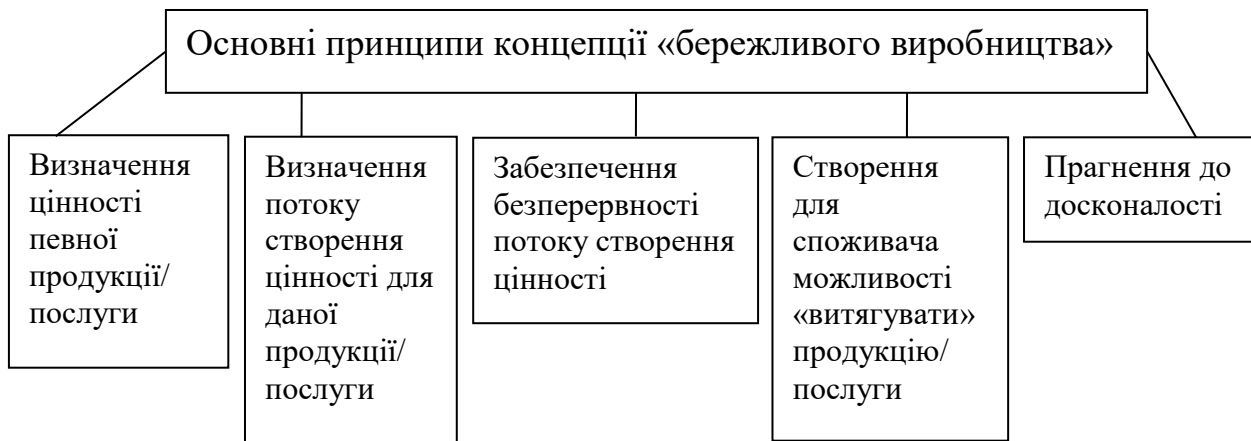 Основні принципи концепції «бережливого виробництва»
Визначення
цінності
певної
продукції/
послуги
Визначення
потоку
створення
цінності для
даної
продукції/
послуги
Забезпечення
безперервності
потоку створення
цінності
Створення
для
споживача
можливості
«витягувати»
продукцію/
послуги
Прагнення до
досконалості